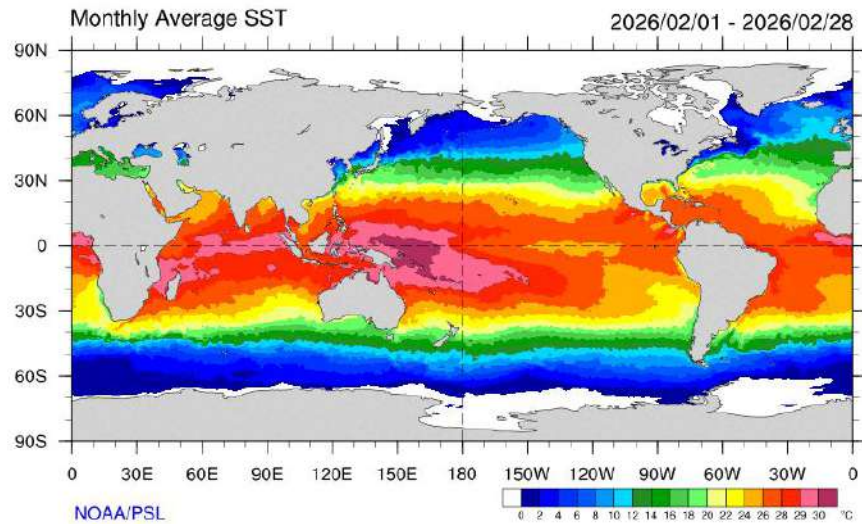 Monthly Average SST 2026/02/01 - 2026/02/28
90N
60N
30N
0
30S
60S
90S
0 30E 60E 90E 120E 150E 180 150W 120W 90W 60W 30W 0
NOAA/PSL
0 2 4 6 8 10 12 14 16 18 20 22 24 26 28 29 30 °C